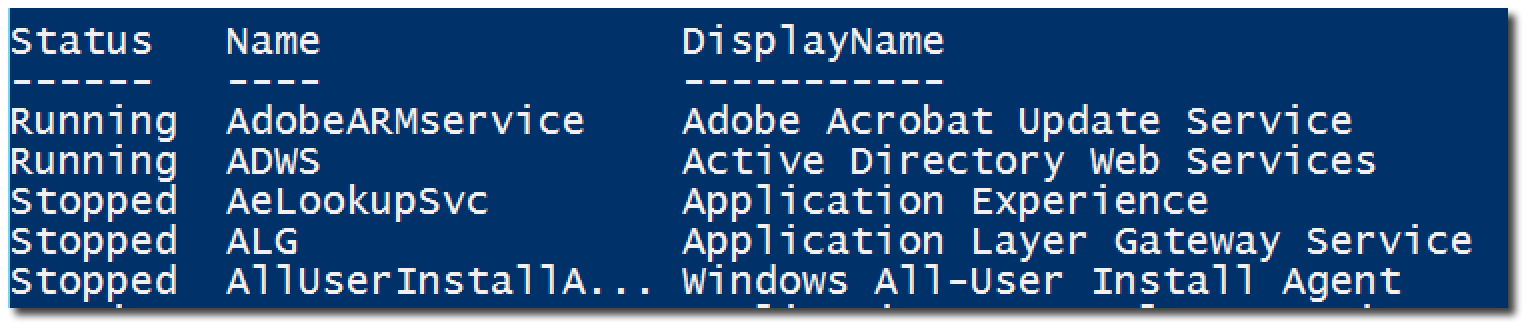 Status   Name               DisplayName
------   ----               -----------
Running  AdobeARMservice    Adobe Acrobat Update Service
Running  ADWS               Active Directory Web Services
Stopped  AeLookupSvc        Application Experience
Stopped  ALG                Application Layer Gateway Service
Stopped  AllUserInstallA... Windows All-User Install Agent